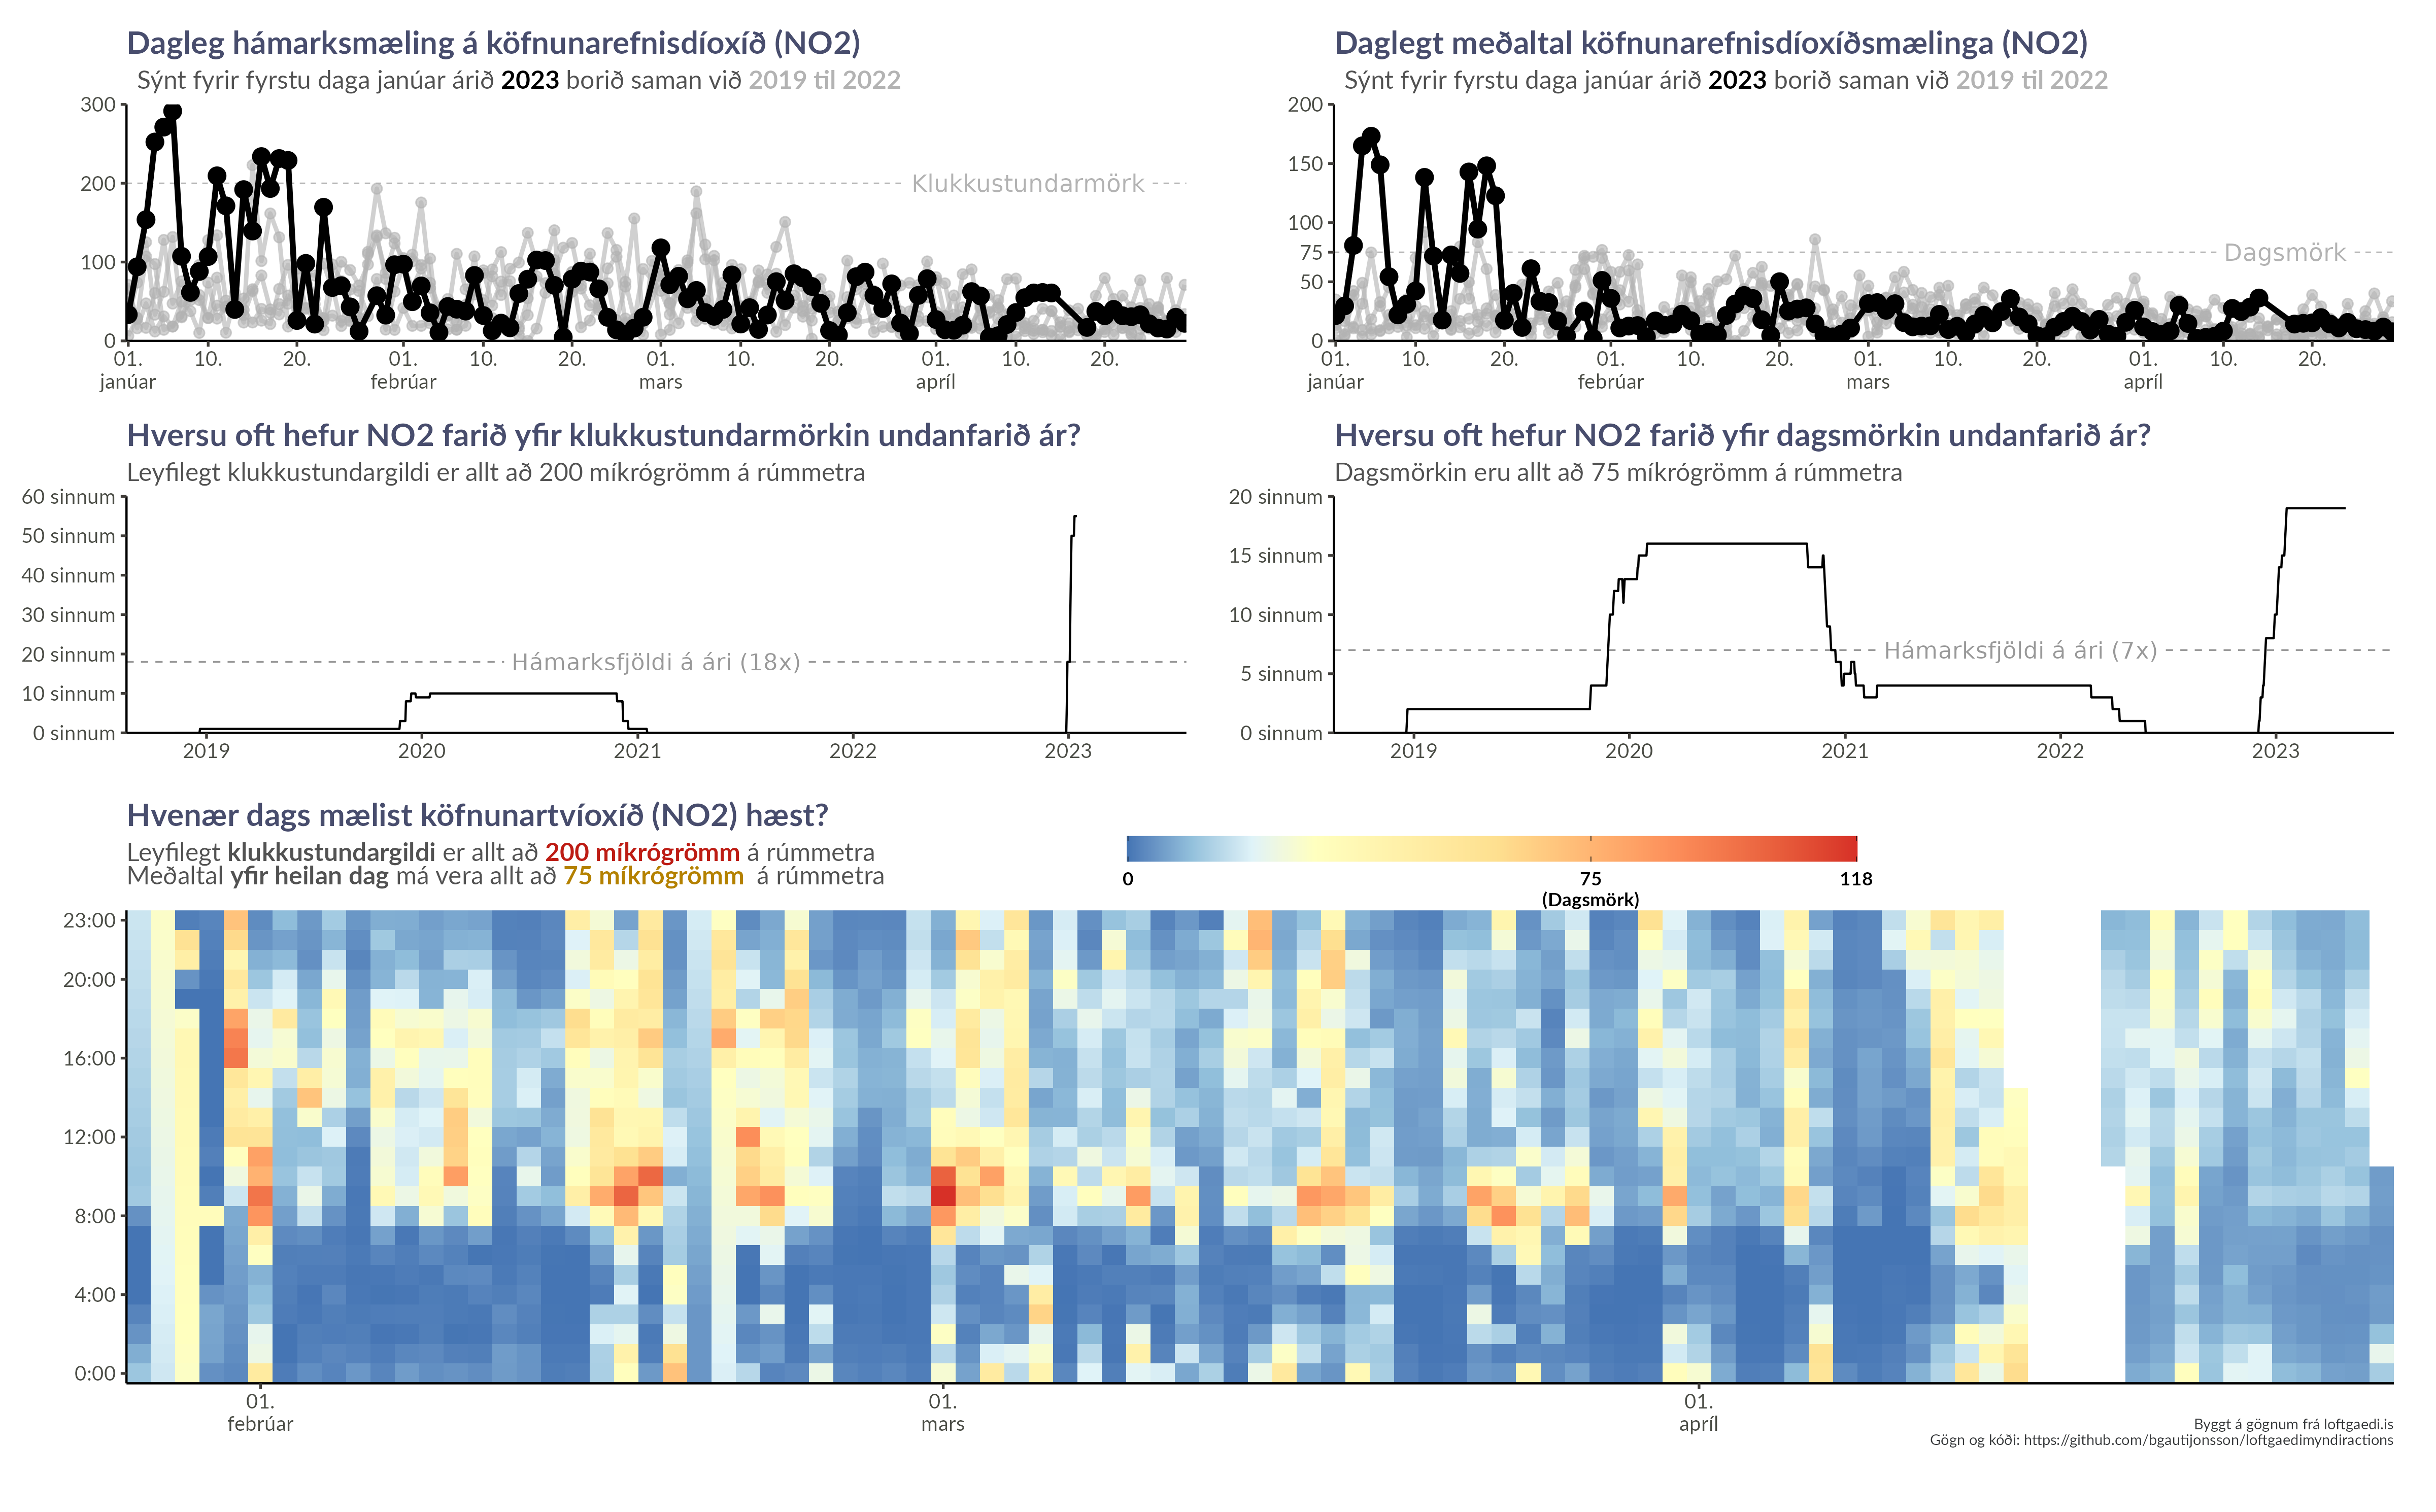 Dagleg hámarksmæling á köfnunarefnisdíoxíð (NO2)
Sýnt fyrir fyrstu daga janúar árið 2023 borið saman við 2019 til 2022
300
200
100
0
Klukkustundarmörk
01. 10. 20. 01. 10. 20. 01. 10. 20. 01. 10. 20.
janúar febrúar mars apríl
Daglegt meðaltal köfnunarefnisdíoxíðsmælinga (NO2)
Sýnt fyrir fyrstu daga janúar árið 2023 borið saman við 2019 til 2022
200
150
100
75
50
0
Dagsmörk
01. 10. 20. 01. 10. 20. 01. 10. 20. 01. 10. 20.
janúar febrúar mars apríl
Hversu oft hefur NO2 farið yfir klukkustundarmörkin undanfarið ár?
Leyfilegt klukkustundargildi er allt að 200 míkrógrömm á rúmmetra
60 sinnum
50 sinnum
40 sinnum
30 sinnum
20 sinnum
10 sinnum
0 sinnum
Hámarksfjöldi á ári (18x)
2019 2020 2021 2022 2023
Hversu oft hefur NO2 farið yfir dagsmörkin undanfarið ár?
Dagsmörkin eru allt að 75 míkrógrömm á rúmmetra
20 sinnum
15 sinnum
10 sinnum
5 sinnum
0 sinnum
Hámarksfjöldi á ári (7x)
2019 2020 2021 2022 2023
Hvenær dags mælist köfnunartvíoxíð (NO2) hæst?
Leyfilegt klukkustundargildi er allt að 200 míkrógrömm á rúmmetra
Meðaltal yfir heilan dag má vera allt að 75 míkrógrömm á rúmmetra
0 75 118
(Dagsmörk)
23:00
20:00
16:00
12:00
8:00
4:00
0:00
01. 01. 01.
febrúar mars apríl
Byggt á gögnum frá loftgaedi.is
Gögn og kóði: https://github.com/bgautijonsson/loftgaedimyndiractions